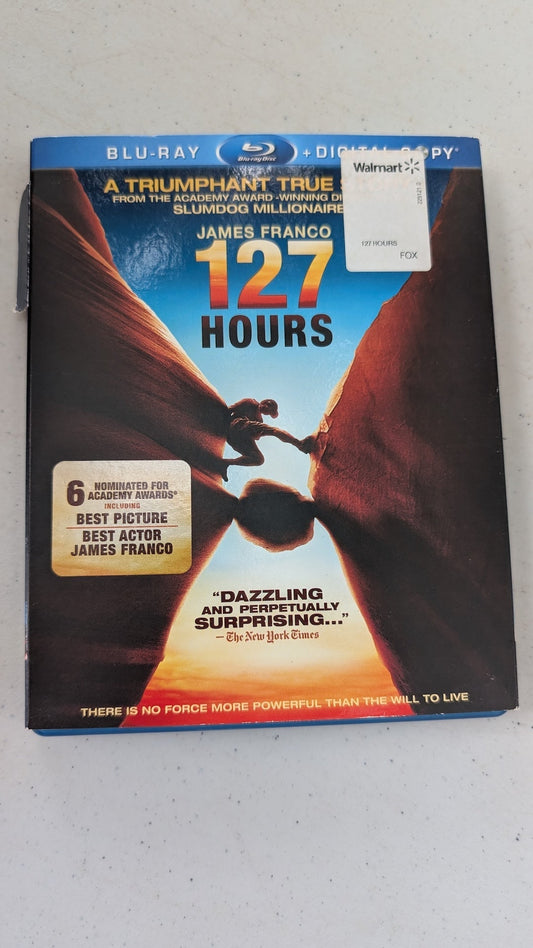 BLU-RAY Blu-ray Disc + DIGITAL COPY®
Walmart
A TRIUMPHANT TRUE
FROM THE ACADEMY AWARD®-WINNING
SLUMDOG MILLIONAIRE
127 HOURS
FOX
JAMES FRANCO
127
HOURS
6 NOMINATED FOR
ACADEMY AWARDS®
INCLUDING
BEST PICTURE
BEST ACTOR
JAMES FRANCO
"DAZZLING
AND PERPETUALLY
SURPRISING..."
—The New York Times
THERE IS NO FORCE MORE POWERFUL THAN THE WILL TO LIVE